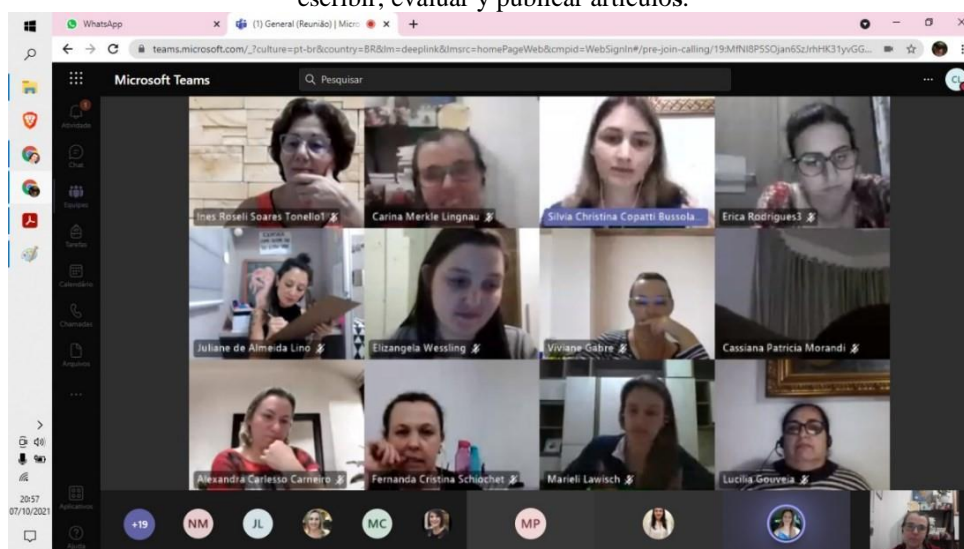 escribir, evaluar y publicar artículos.
WhatsApp
(1) General (Reunião) | Micro
teams.microsoft.com/_?culture=pt-br&country=BR&lm=deeplink&lmsrc=homePageWeb&cmpid=WebSignIn#/pre-join-calling/
Microsoft Teams
Pesquisar
Atividade
Chat
Equipes
Tarefas
Calendário
Chamadas
Arquivos
Aplicativos
Ajuda
Ines Roseli Soares Tonello1
Carina Merkle Lingnau
Silvia Christina Copatti Bussola...
Erica Rodrigues3
Juliane de Almeida Lino
Elizangela Wessling
Viviane Gabre
Cassiana Patricia Morandi
Alexandra Carlesso Carneiro
Fernanda Cristina Schiochet
Marieli Lawisch
Lucilia Gouveia
+19
NM
JL
MC
MP
CL
20:57
07/10/2021